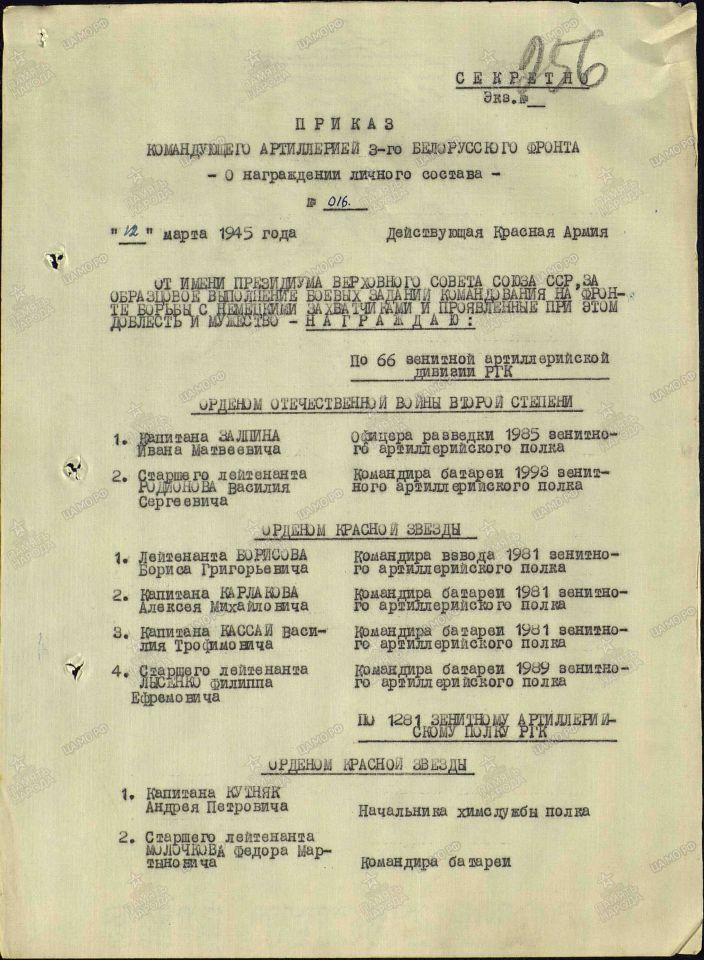 256
СЕКРЕТНО
Экз.№
ПРИКАЗ
КОМАНДУЮЩЕГО АРТИЛЛЕРИЕЙ 3-го БЕЛОРУССКОГО ФРОНТА
- О награждении личного состава -
№ 016.
"12" марта 1945 года Действующая Красная Армия
ОТ ИМЕНИ ПРЕЗИДИУМА ВЕРХОВНОГО СОВЕТА СОЮЗА ССР, ЗА
ОБРАЗЦОВОЕ ВЫПОЛНЕНИЕ БОЕВЫХ ЗАДАНИЙ КОМАНДОВАНИЯ НА ФРОН-
ТЕ БОРЬБЫ С НЕМЕЦКИМИ ЗАХВАТЧИКАМИ И ПРОЯВЛЕННЫЕ ПРИ ЭТОМ
ДОБЛЕСТЬ И МУЖЕСТВО - НАГРАЖДАЮ:
По 66 зенитной артиллерийской
дивизии РГК
ОРДЕНОМ ОТЕЧЕСТВЕННОЙ ВОЙНЫ ВТОРОЙ СТЕПЕНИ
1. Капитана ЗАЛПИНА Офицера разведки 1985 зенитно-
Ивана Матвеевича го артиллерийского полка
2. Старшего лейтенанта Командира батареи 1993 зенит-
РОДИОНОВА Василия ного артиллерийского полка
Сергеевича
ОРДЕНОМ КРАСНОЙ ЗВЕЗДЫ
1. Лейтенанта БОРИСОВА Командира взвода 1981 зенитно-
Бориса Григорьевича го артиллерийского полка
2. Капитана КАРЛАКОВА Командира батареи 1981 зенитно-
Алексея Михайловича го артиллерийского полка
3. Капитана КАССАЙ Васи- Командира батареи 1981 зенитно-
лия Трофимовича го артиллерийского полка
4. Старшего лейтенанта Командира батареи 1989 зенитно-
ЛЫСЕНКО Филиппа го артиллерийского полка
Ефремовича
По 1281 ЗЕНИТНОМУ АРТИЛЛЕРИЙ-
СКОМУ ПОЛКУ РГК
ОРДЕНОМ КРАСНОЙ ЗВЕЗДЫ
1. Капитана КУТНЯК
Андрея Петровича Начальника химслужбы полка
2. Старшего лейтенанта
МОЛОЧКОВА Федора Мар-
тыновича Командира батареи